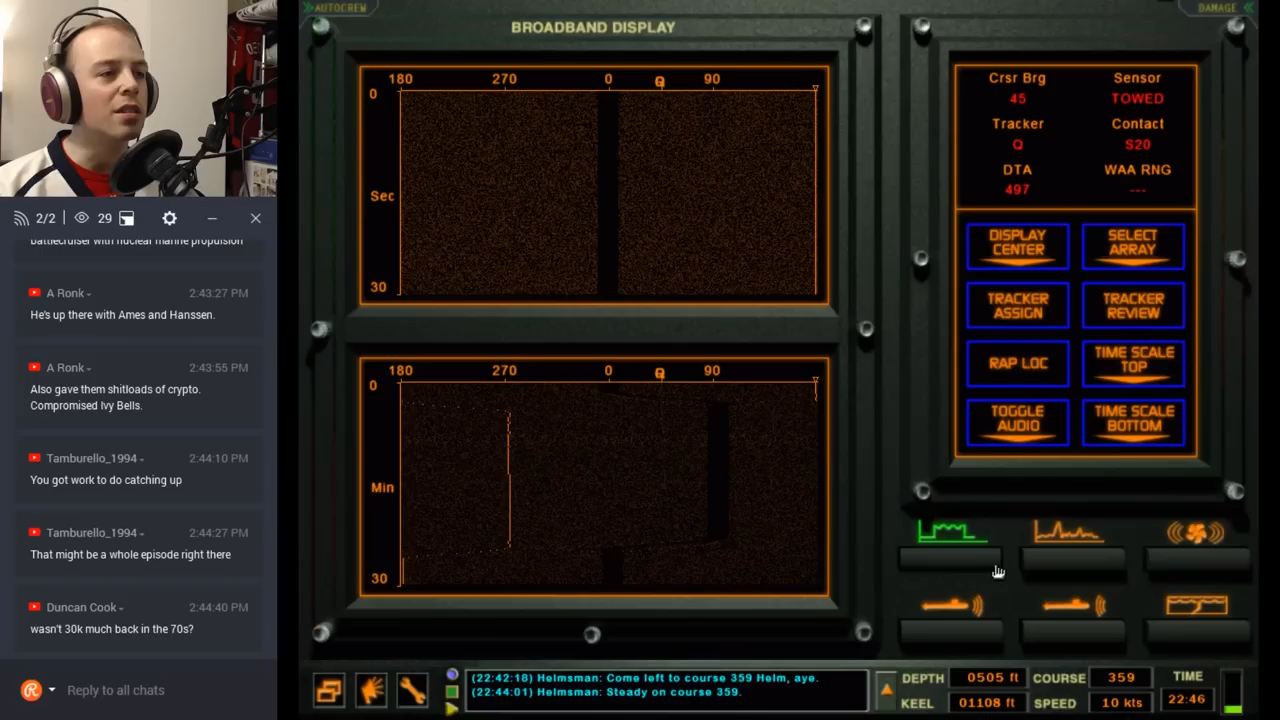 AUTOCREW
DAMAGE
BROADBAND DISPLAY
180 270 0 Q 90
0
Sec
30
180 270 0 Q 90
0
Min
30
Crsr Brg Sensor
45 TOWED
Tracker Contact
Q S20
DTA WAA RNG
497 ---
DISPLAY CENTER
SELECT ARRAY
TRACKER ASSIGN
TRACKER REVIEW
RAP LOC
TIME SCALE TOP
TOGGLE AUDIO
TIME SCALE BOTTOM
2/2 29
battlecruiser with nuclear marine propulsion
A Ronk 2:43:27 PM
He's up there with Ames and Hanssen.
A Ronk 2:43:55 PM
Also gave them shitloads of crypto.
Compromised Ivy Bells.
Tamburello_1994 2:44:10 PM
You got work to do catching up
Tamburello_1994 2:44:27 PM
That might be a whole episode right there
Duncan Cook 2:44:40 PM
wasn't 30k much back in the 70s?
Reply to all chats
(22:42:18) Helmsman: Come left to course 359 Helm, aye.
(22:44:01) Helmsman: Steady on course 359.
DEPTH 0505 ft COURSE 359 TIME
KEEL 01108 ft SPEED 10 kts 22:46